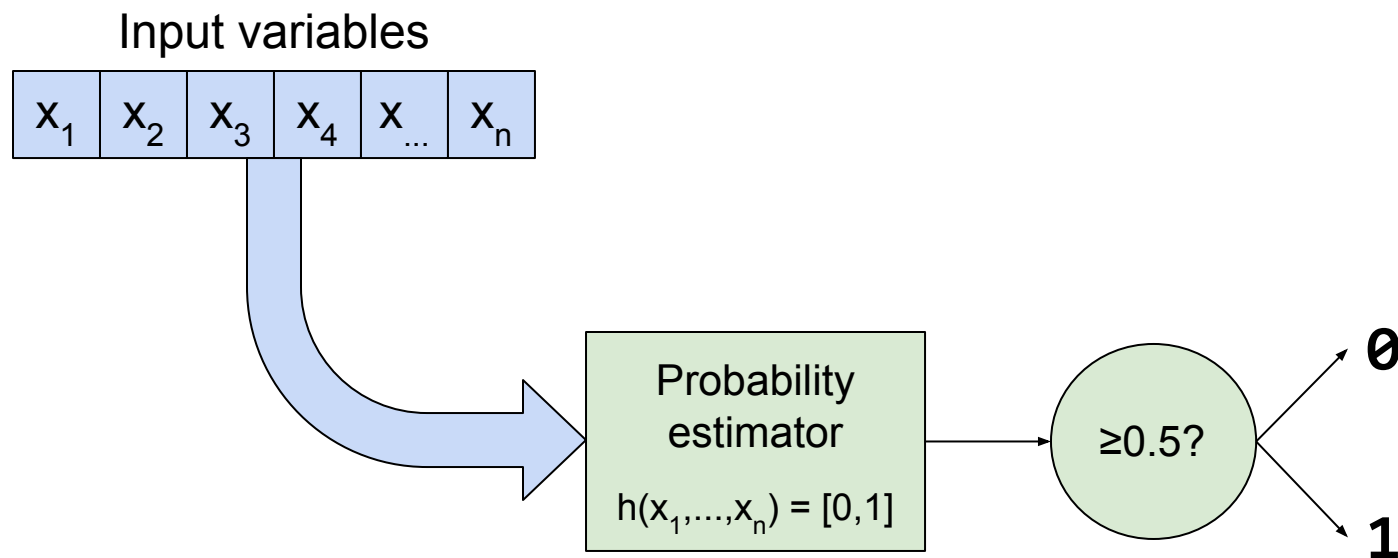 Input variables
x₁ x₂ x₃ x₄ x... xₙ
Probability
estimator
h(x₁,...,xₙ) = [0,1]
≥0.5?
0
1